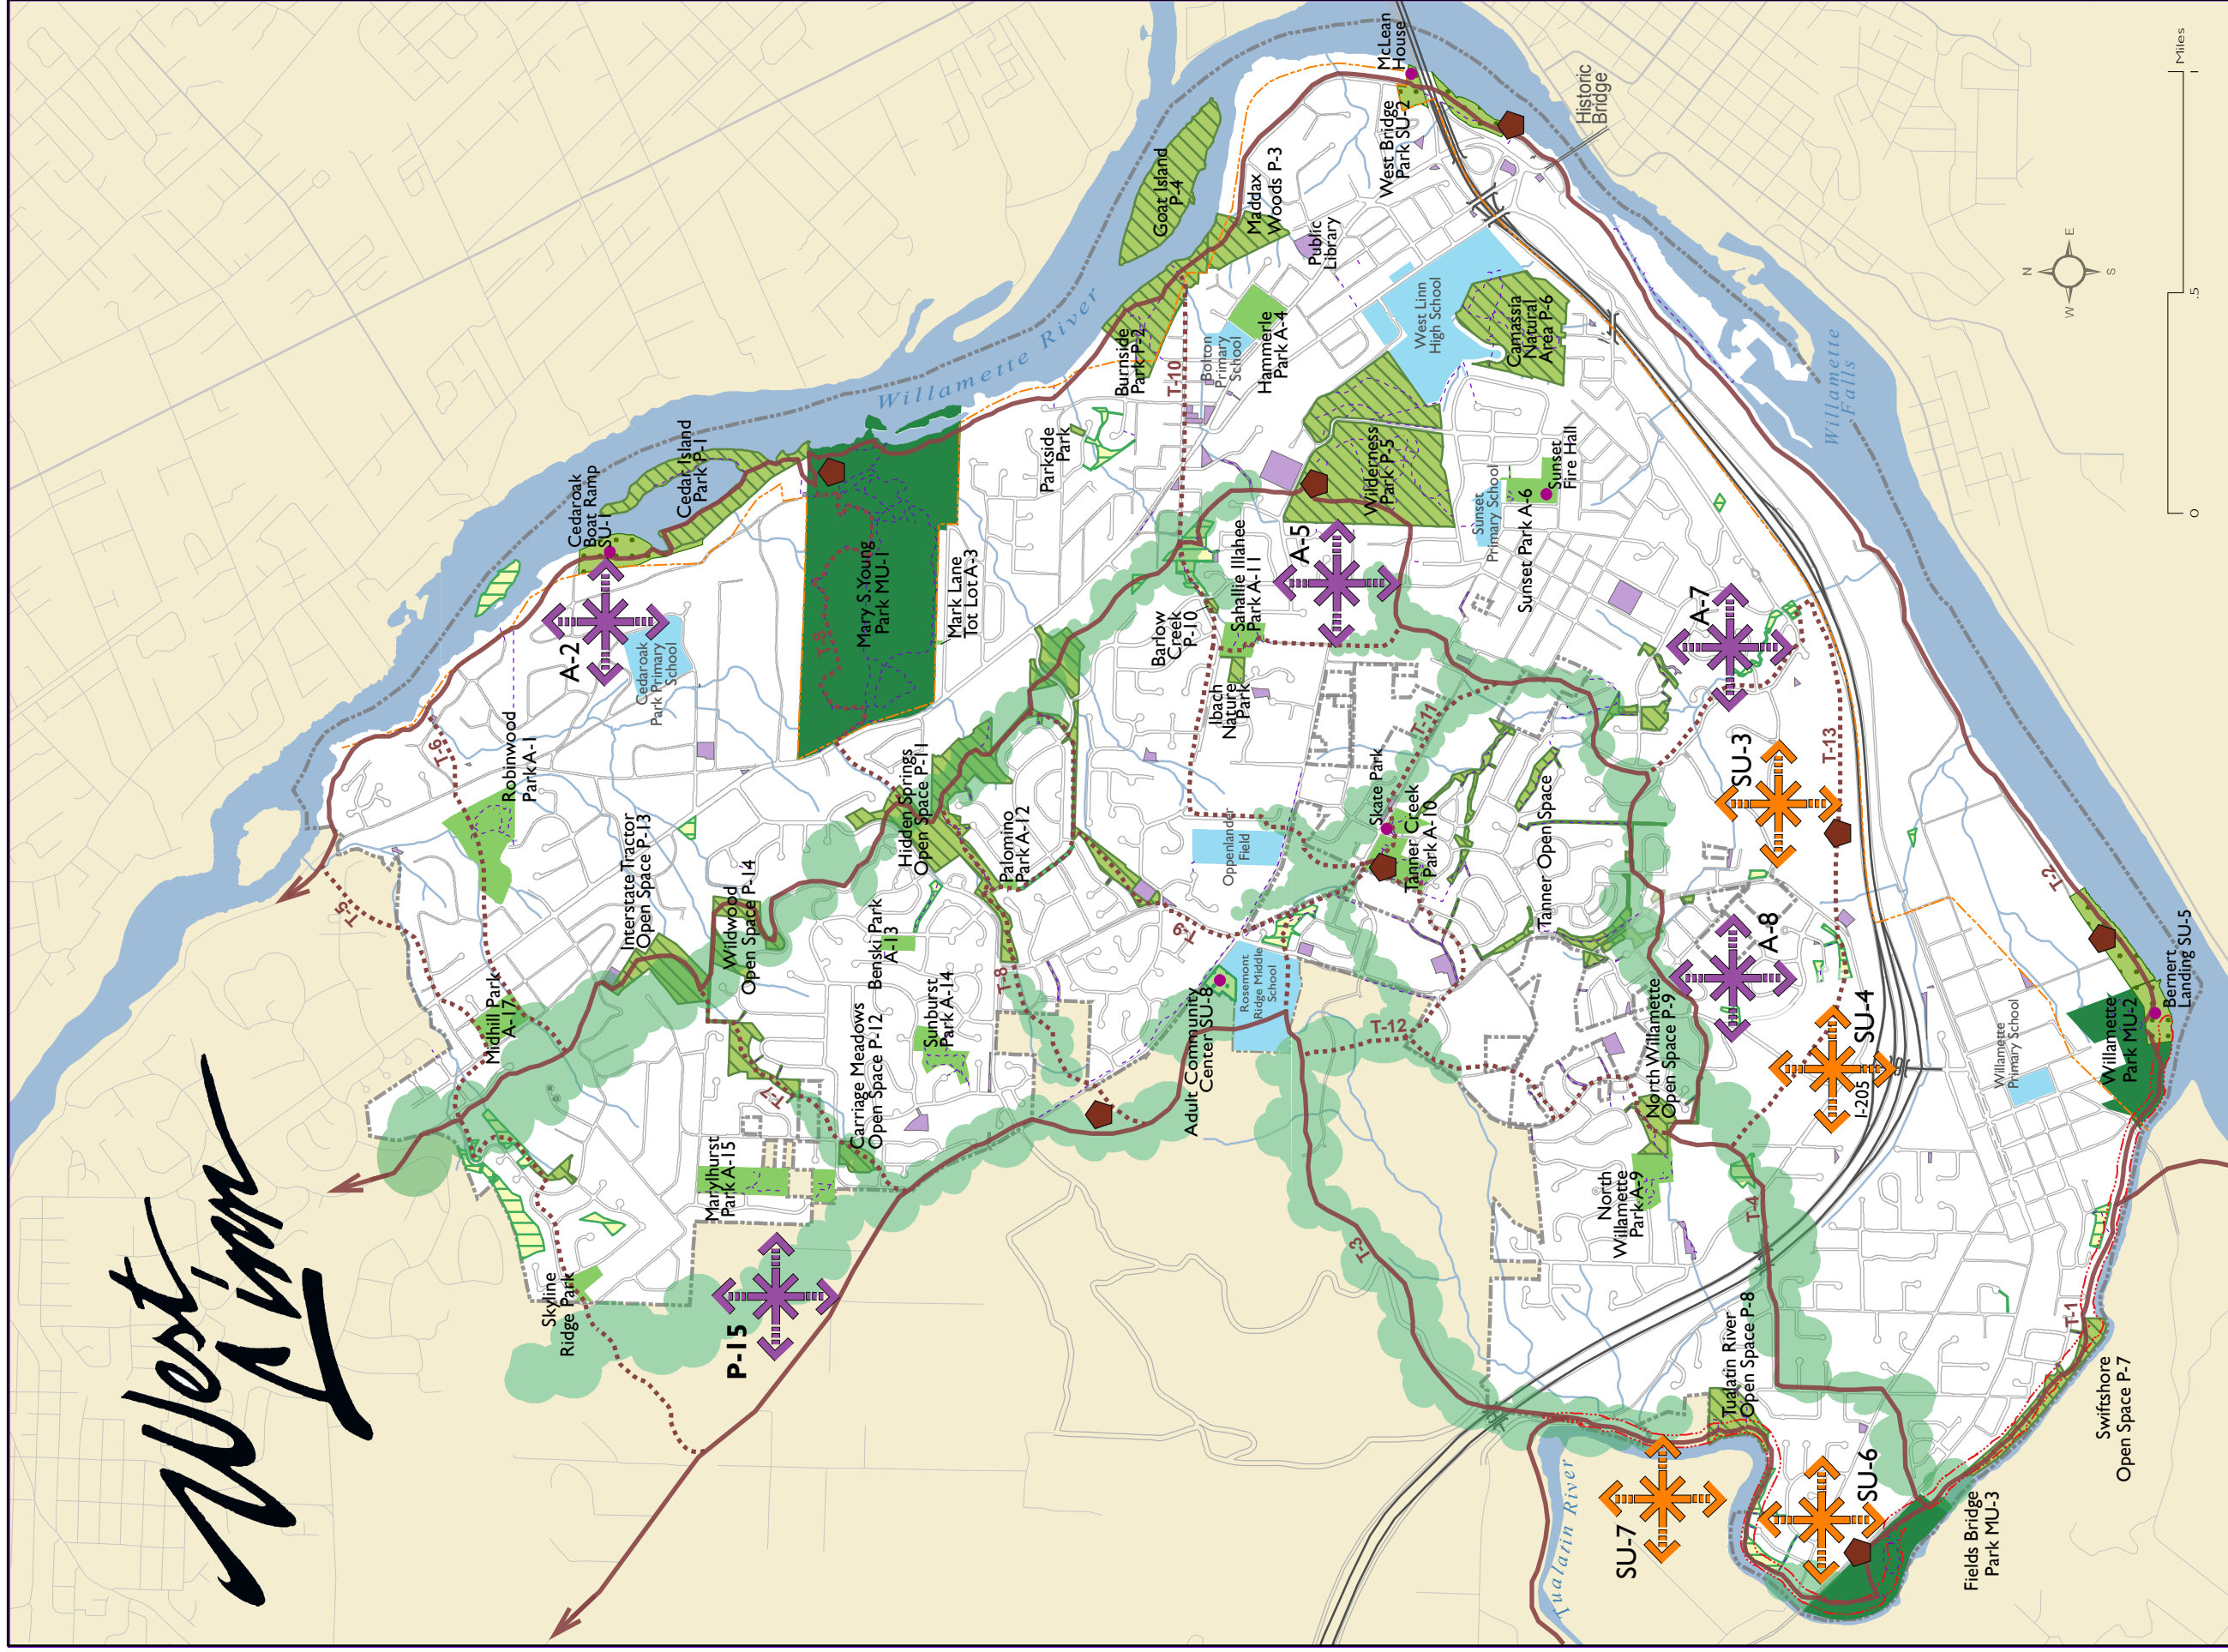 West
Linn
Cedaroak
Boat Ramp
SU-1
Cedar Island
Park P-1
A-2
Cedaroak
Park Primary
School
Robinwood
Park A-1
T-6
T-5
Interstate Tractor
Open Space P-13
Midhill Park
A-17
Wildwood
Open Space P-14
Skyline
Ridge Park
Marylhurst
Park A-15
P-15
T-7
Carriage Meadows
Open Space P-12
Benski Park
A-13
Sunburst
Park A-14
Hidden Springs
Open Space P-11
Palomino
Park A-12
T-8
Mary S.Young
Park MU-1
T-8
Mark Lane
Tot Lot A-3
Parkside
Park
Willamette River
Burnside
Park P-2
Goat Island
P-4
Maddax
Woods P-3
Public
Library
T-10
Bolton
Primary
School
Hammerle
Park A-4
McLean
House
West Bridge
Park SU-2
Historic
Bridge
West Linn
High School
Camassia
Natural
Area P-6
Wilderness
Park P-5
Sunset
Primary School
Sunset
Fire Hall
Sunset Park A-6
A-5
Sahallie Illahee
Park A-11
Barlow
Creek
P-10
Ibach
Nature
Park
T-11
Skate Park
Tanner Creek
Park A-10
Oppenlander
Field
T-9
Rosemont
Ridge Middle
School
Adult Community
Center SU-8
T-12
Tanner Open Space
A-7
SU-3
T-13
A-8
SU-4
I-205
North Willamette
Open Space P-9
North
Willamette
Park A-9
T-4
T-3
Tualatin River
Open Space P-8
SU-7
Tualatin River
SU-6
Fields Bridge
Park MU-3
Swiftshore
Open Space P-7
T-1
Willamette
Primary School
Willamette
Park MU-2
Bernert
Landing SU-5
T-2
Willamette
Falls
N
E
S
W
0
.5
1
Miles